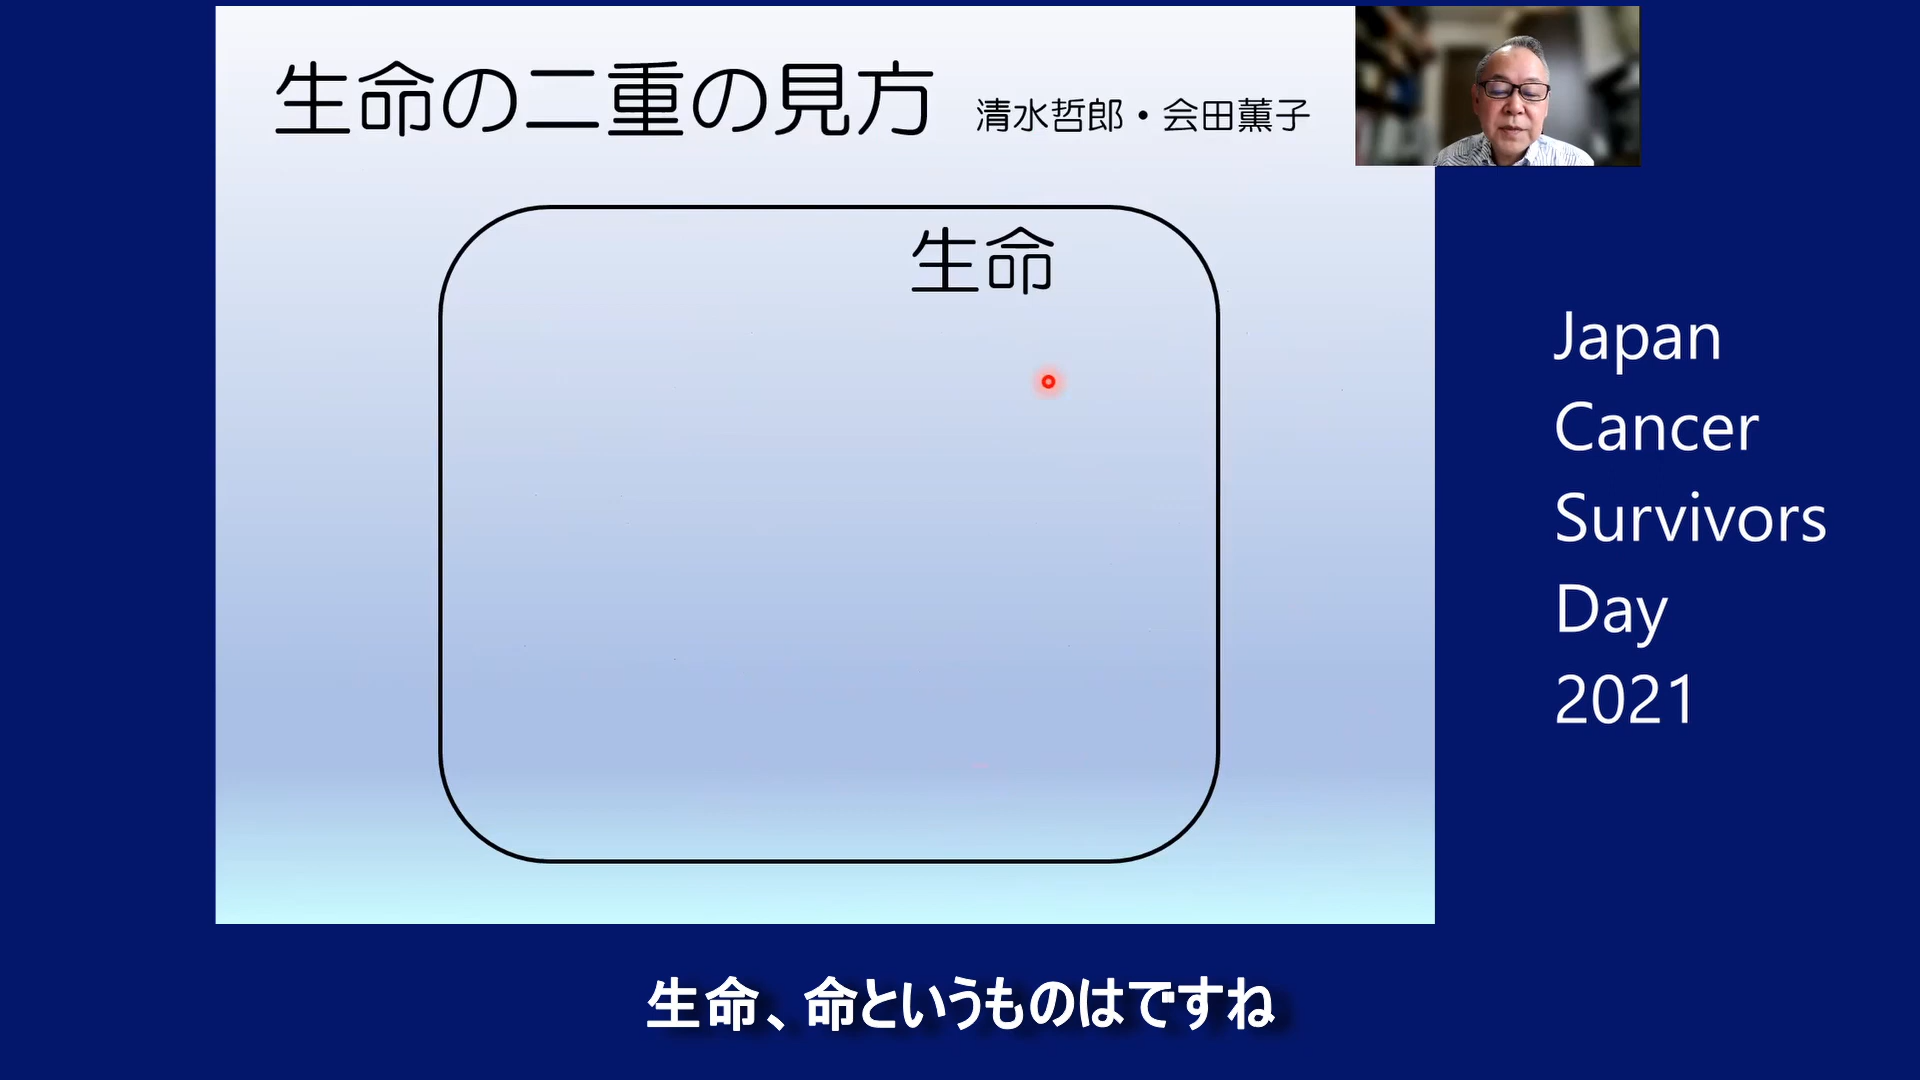 生命の二重の見方 清水哲郎・会田薫子
生命
Japan
Cancer
Survivors
Day
2021
生命、命というものはですね